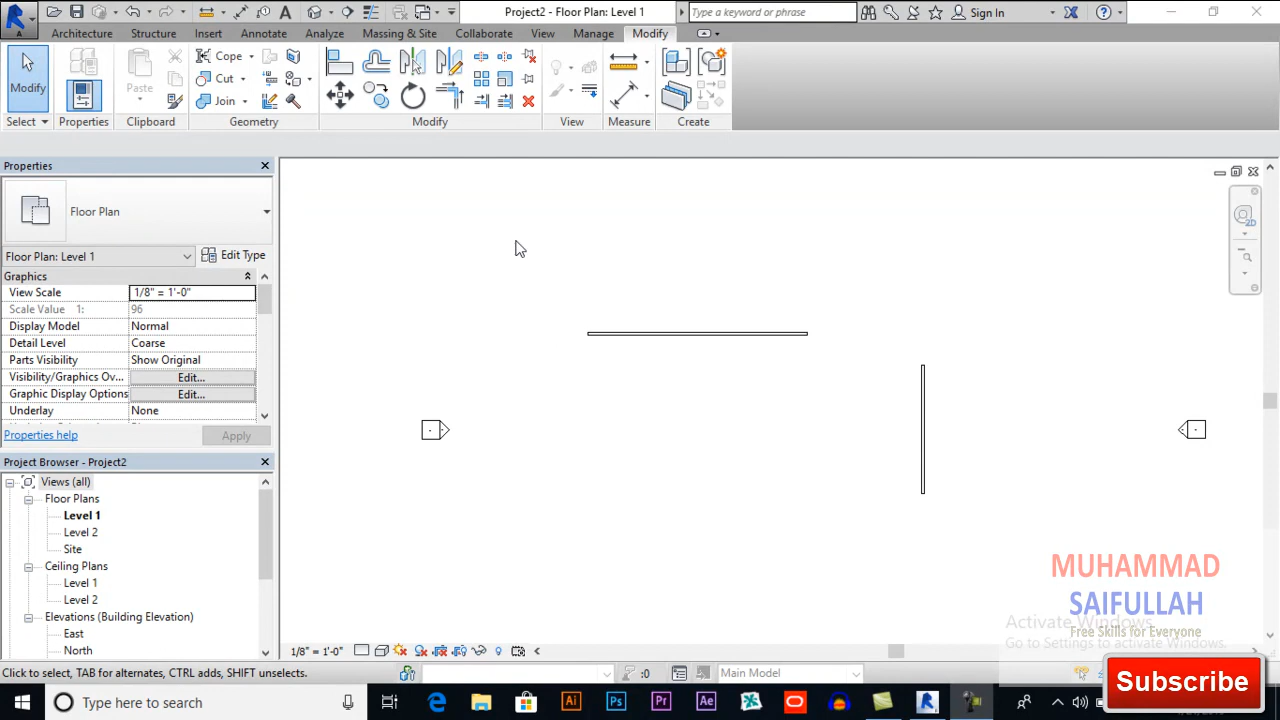 Project2 - Floor Plan: Level 1
Type a keyword or phrase
Sign In
Architecture
Structure
Insert
Annotate
Analyze
Massing & Site
Collaborate
View
Manage
Modify
Modify
Paste
Cope
Cut
Join
Select
Properties
Clipboard
Geometry
Modify
View
Measure
Create
Properties
Floor Plan
Floor Plan: Level 1
Edit Type
Graphics
View Scale
1/8" = 1'-0"
Scale Value 1:
96
Display Model
Normal
Detail Level
Coarse
Parts Visibility
Show Original
Visibility/Graphics Ov...
Edit...
Graphic Display Options
Edit...
Underlay
None
Properties help
Apply
Project Browser - Project2
Views (all)
Floor Plans
Level 1
Level 2
Site
Ceiling Plans
Level 1
Level 2
Elevations (Building Elevation)
East
North
2D
MUHAMMAD
SAIFULLAH
Free Skills for Everyone
Activate Windows
Go to Settings to activate Windows.
1/8" = 1'-0"
Click to select, TAB for alternates, CTRL adds, SHIFT unselects.
:0
Main Model
Subscribe
Type here to search
Ai
Ps
Pr
Ae